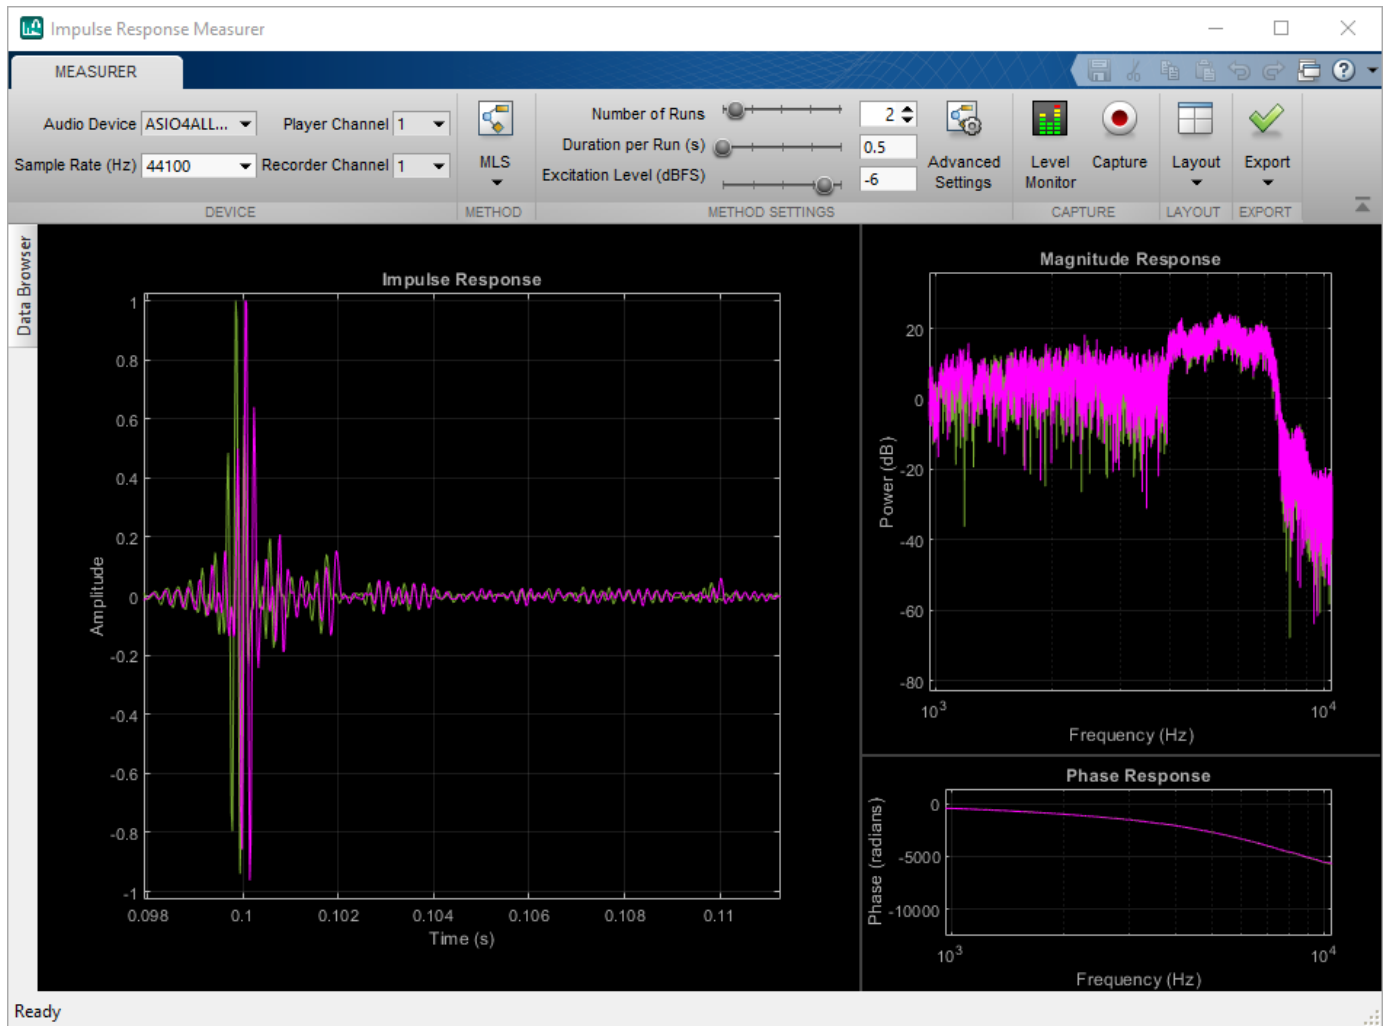 Impulse Response Measurer
MEASURER
Audio Device ASIO4ALL... Player Channel 1
Sample Rate (Hz) 44100 Recorder Channel 1
DEVICE
MLS
METHOD
Number of Runs 2
Duration per Run (s) 0.5
Excitation Level (dBFS) -6
Advanced
Settings
METHOD SETTINGS
Level
Monitor
Capture
CAPTURE
Layout
LAYOUT
Export
EXPORT
Data Browser
Impulse Response
1
0.8
0.6
0.4
0.2
0
-0.2
-0.4
-0.6
-0.8
-1
Amplitude
0.098 0.1 0.102 0.104 0.106 0.108 0.11
Time (s)
Magnitude Response
20
0
-20
-40
-60
-80
Power (dB)
10³ 10⁴
Frequency (Hz)
Phase Response
0
-5000
-10000
Phase (radians)
10³ 10⁴
Frequency (Hz)
Ready